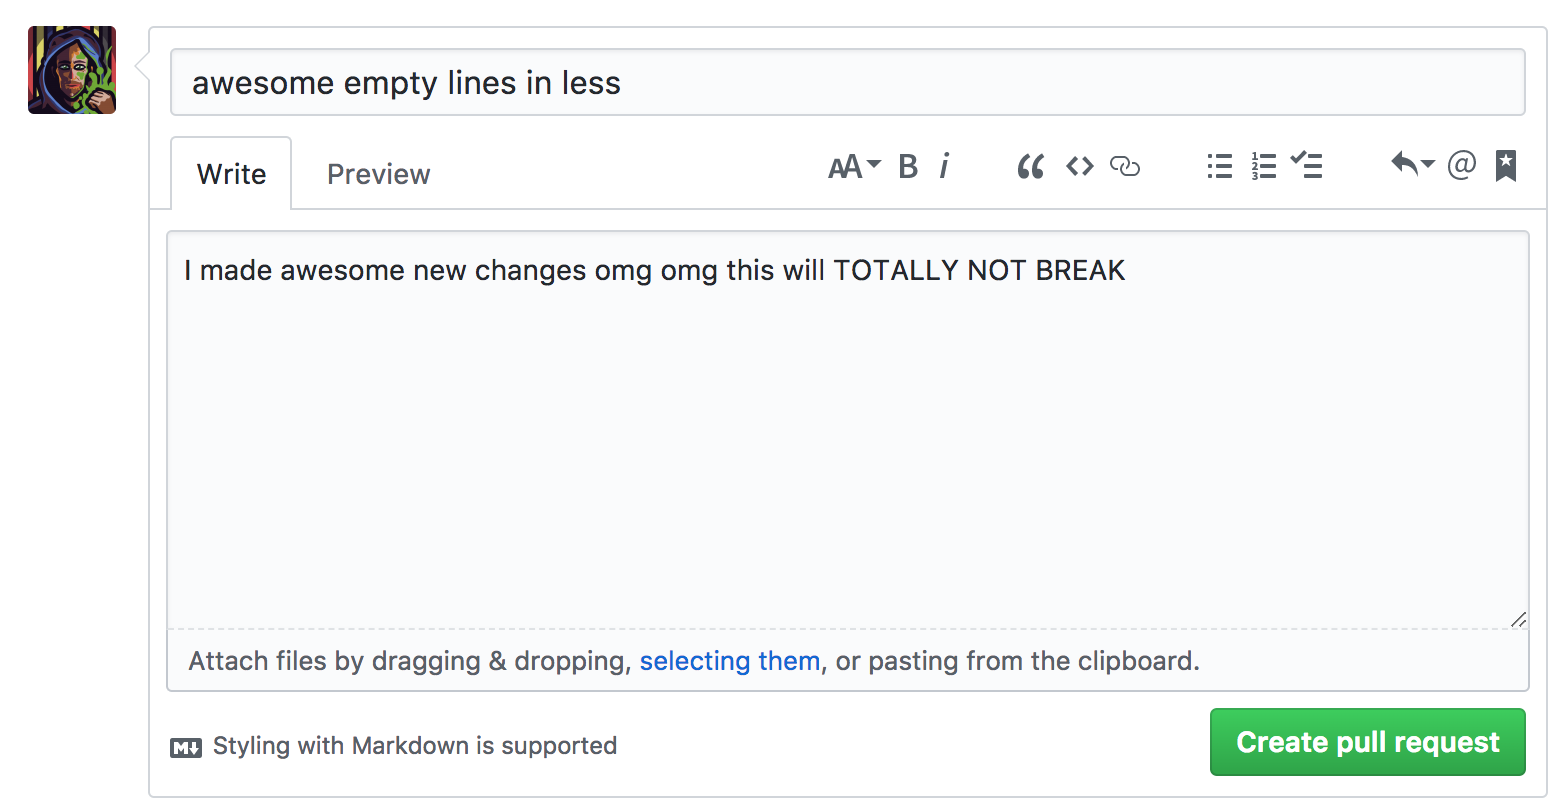 awesome empty lines in less
Write Preview AA B i
I made awesome new changes omg omg this will TOTALLY NOT BREAK
Attach files by dragging & dropping, selecting them, or pasting from the clipboard.
M Styling with Markdown is supported
Create pull request